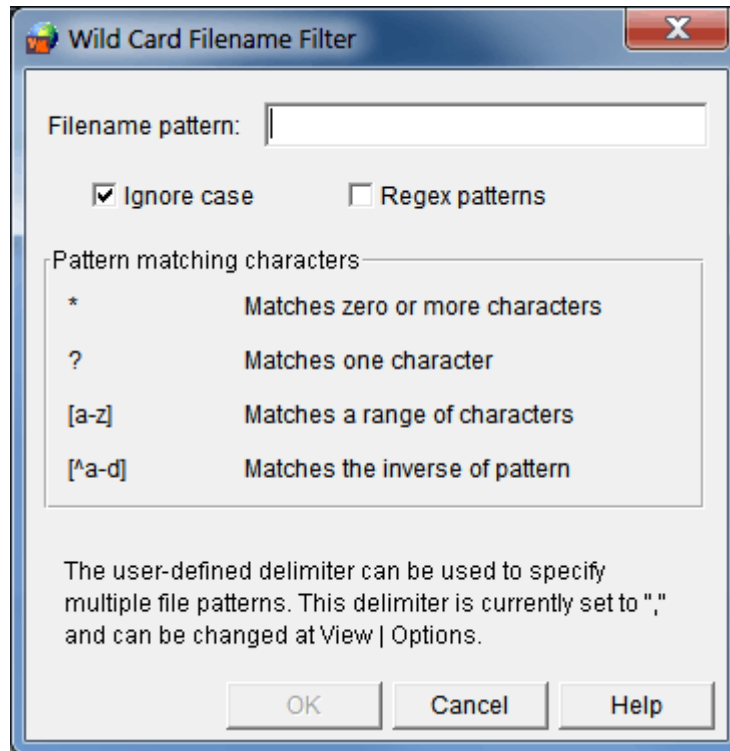 Wild Card Filename Filter
Filename pattern:
Ignore case Regex patterns
Pattern matching characters
* Matches zero or more characters
? Matches one character
[a-z] Matches a range of characters
[^a-d] Matches the inverse of pattern
The user-defined delimiter can be used to specify
multiple file patterns. This delimiter is currently set to ","
and can be changed at View | Options.
OK Cancel Help